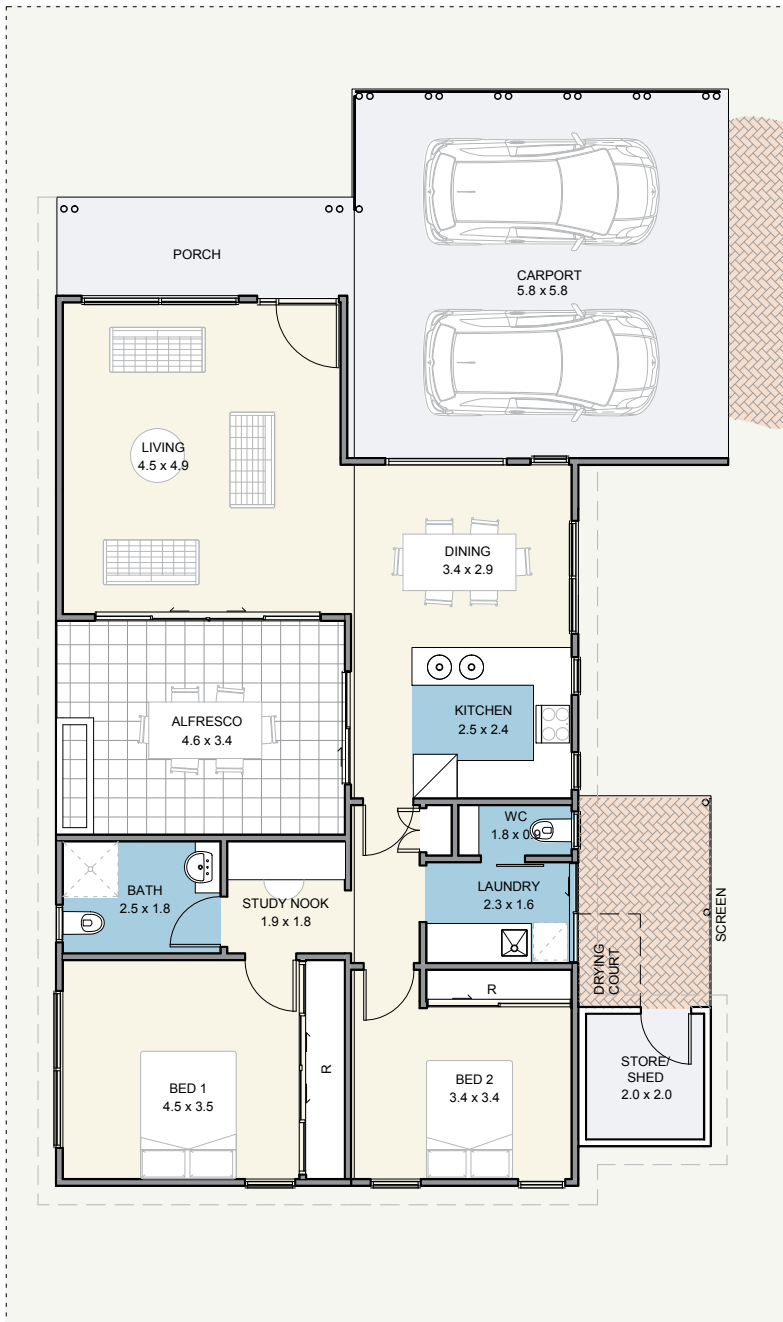 PORCH
CARPORT
5.8 x 5.8
LIVING
4.5 x 4.9
DINING
3.4 x 2.9
KITCHEN
2.5 x 2.4
ALFRESCO
4.6 x 3.4
WC
1.8 x 0.9
BATH
2.5 x 1.8
STUDY NOOK
1.9 x 1.8
LAUNDRY
2.3 x 1.6
SCREEN
DRYING
COURT
R
R
BED 1
4.5 x 3.5
BED 2
3.4 x 3.4
STORE/
SHED
2.0 x 2.0